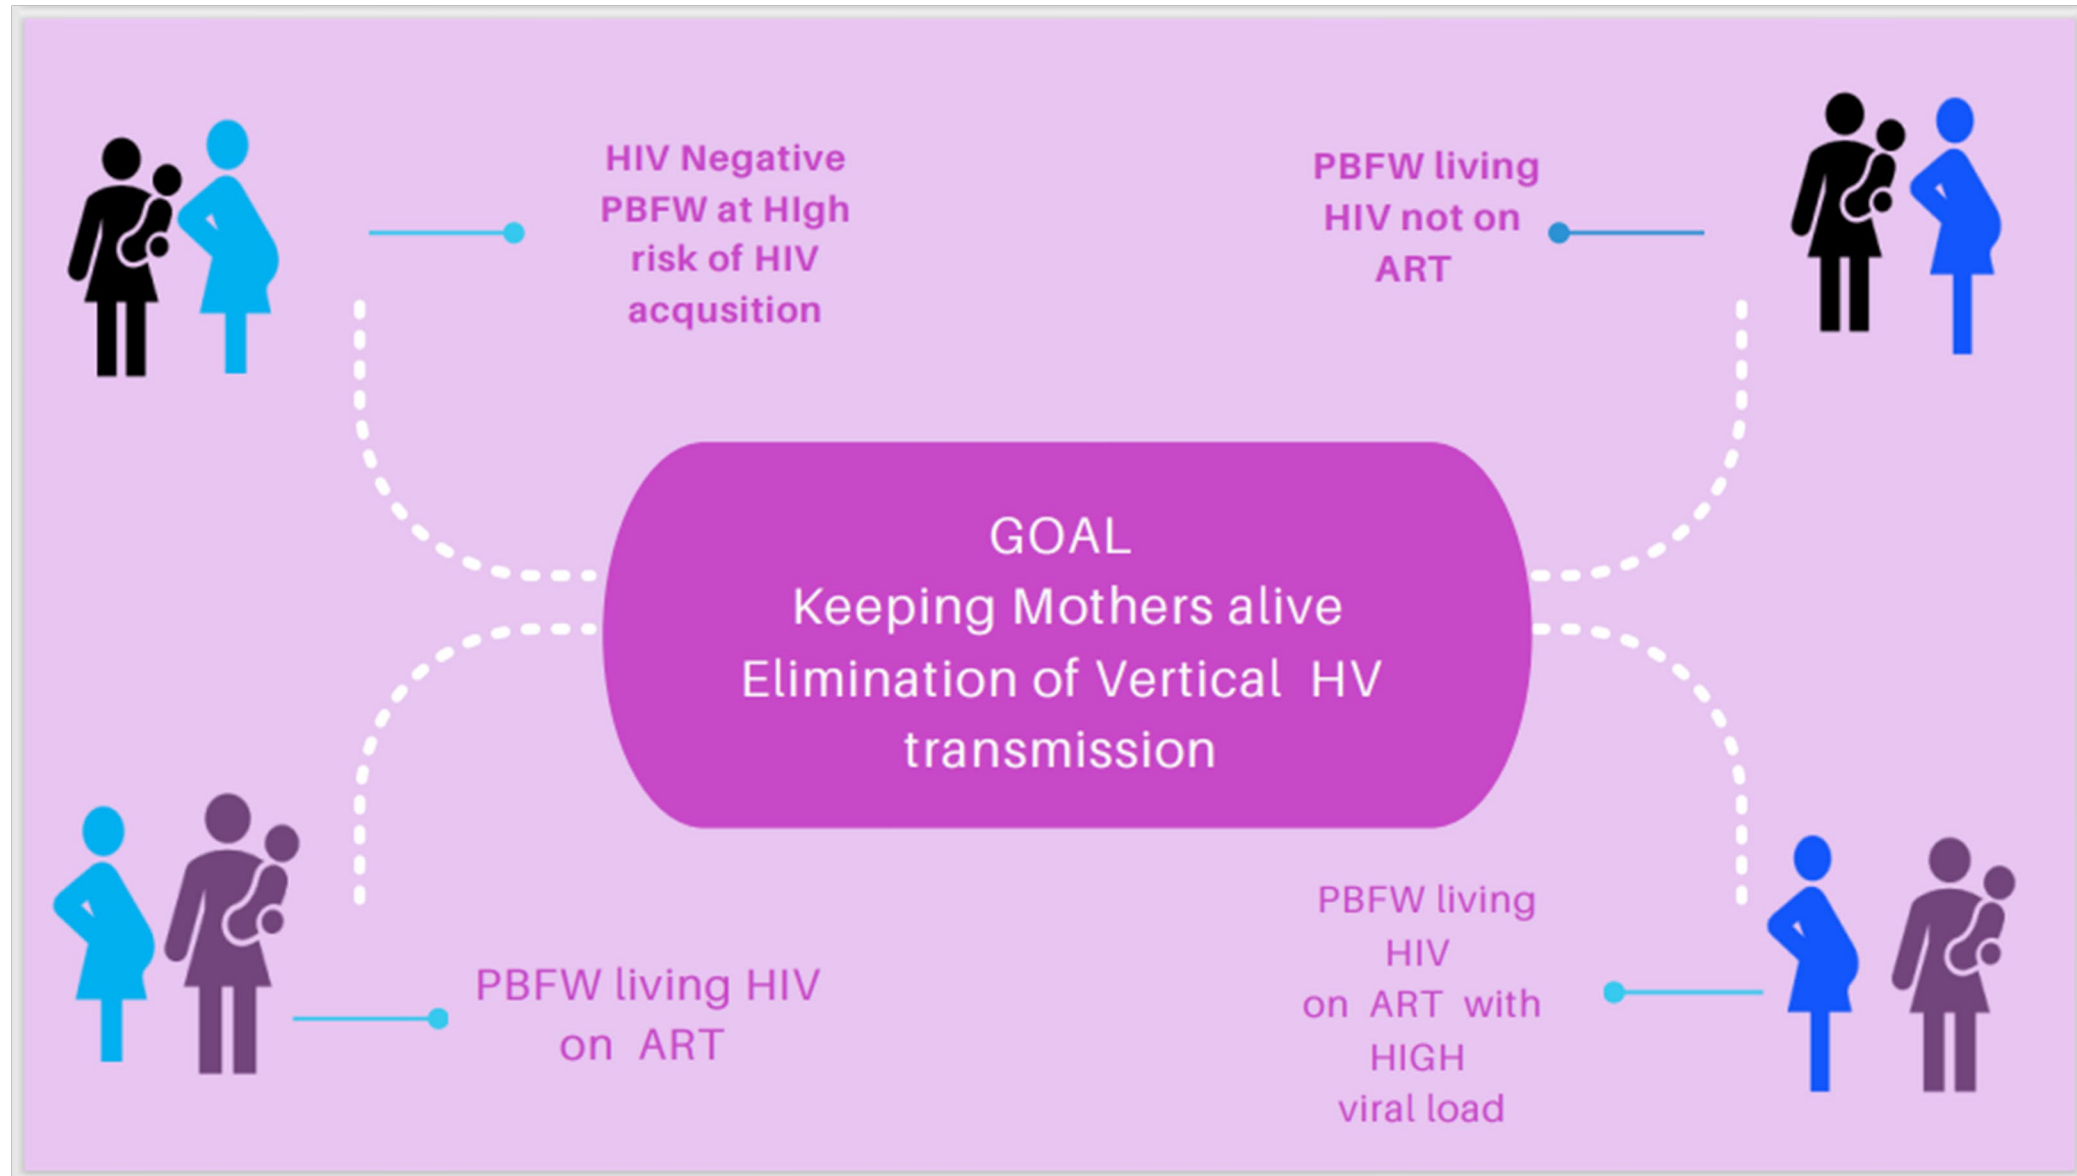 HIV Negative
PBFW at HIgh
risk of HIV
acqusition
PBFW living
HIV not on
ART
GOAL
Keeping Mothers alive
Elimination of Vertical HV
transmission
PBFW living HIV
on ART
PBFW living
HIV
on ART with
HIGH
viral load